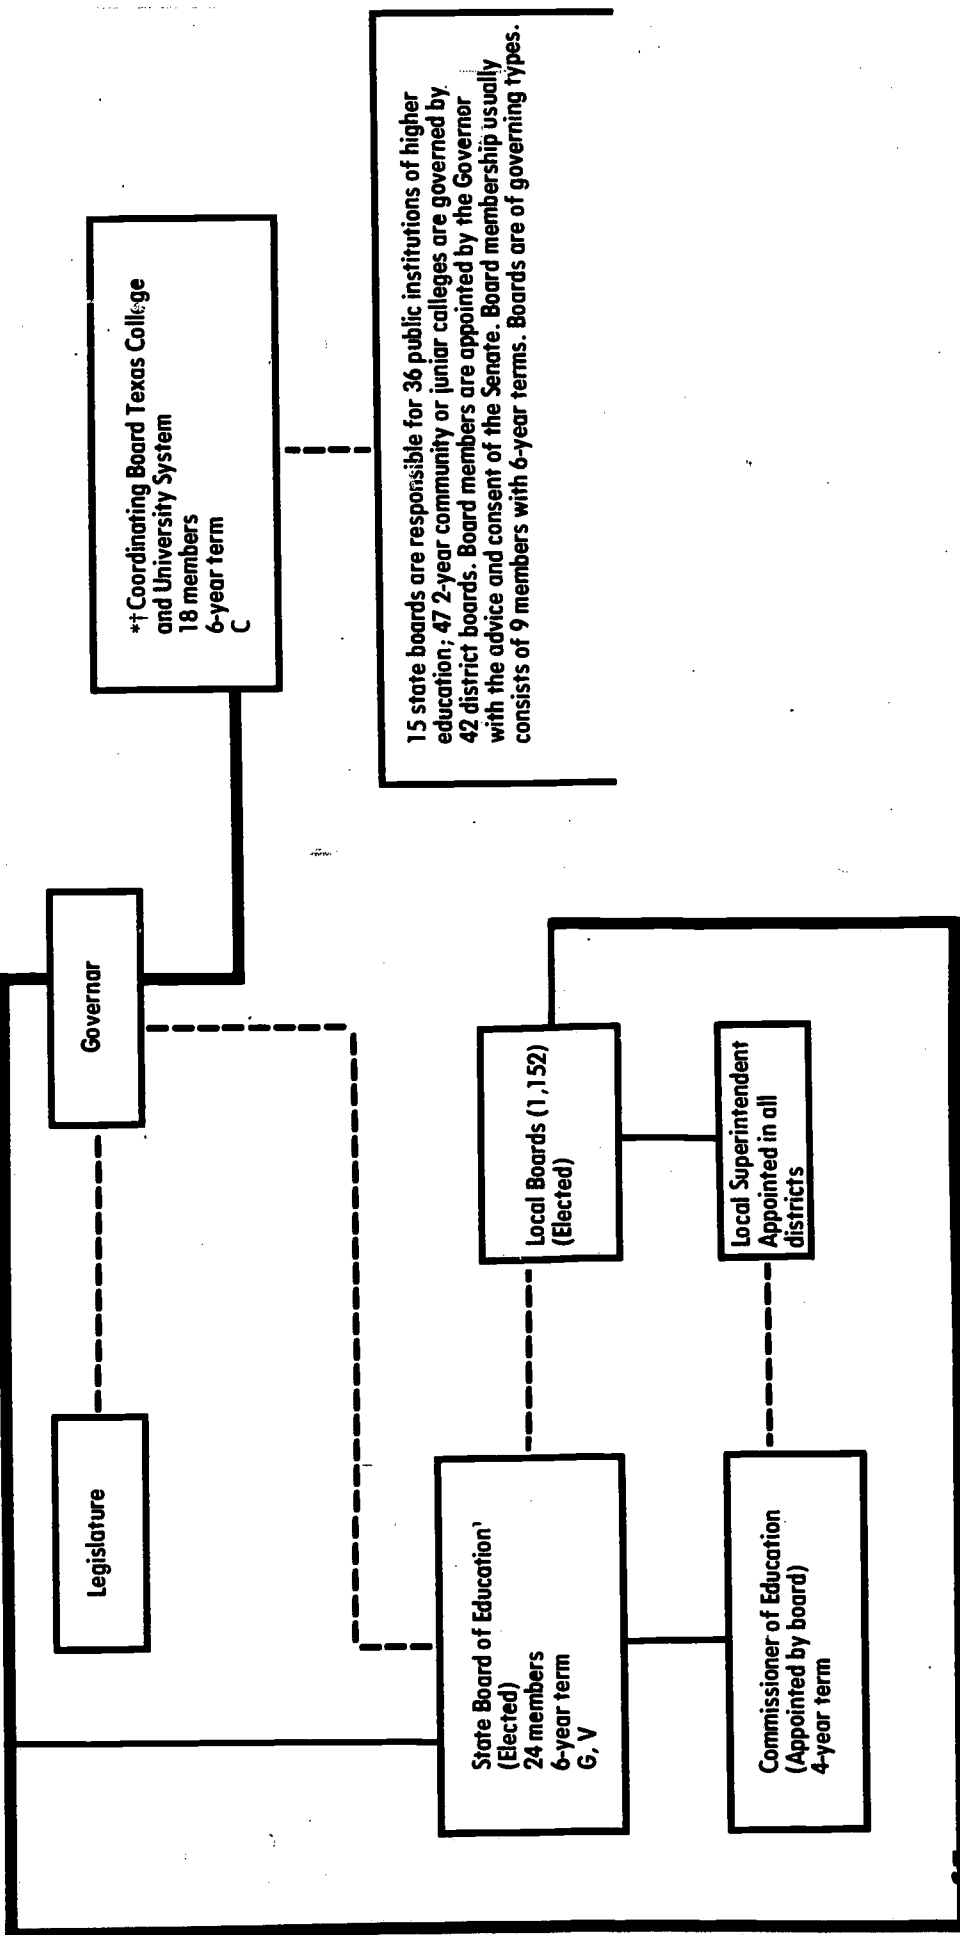 Legislature
Governar
*†Coordinating Board Texas College
and University System
18 members
6-year term
C
15 state boards are responsible for 36 public institutions of higher
education; 47 2-year community or junior calleges are governed by
42 district boards. Board members are appointed by the Governor
with the advice and consent of the Senate. Board membership usually
consists of 9 members with 6-year terms. Boards are of governing types.
State Board of Education¹
(Elected)
24 members
6-year term
G, V
Local Boards (1,152)
(Elected)
Commissioner of Education
(Appointed by board)
4-year term
Local Superintendent
Appointed in all
districts